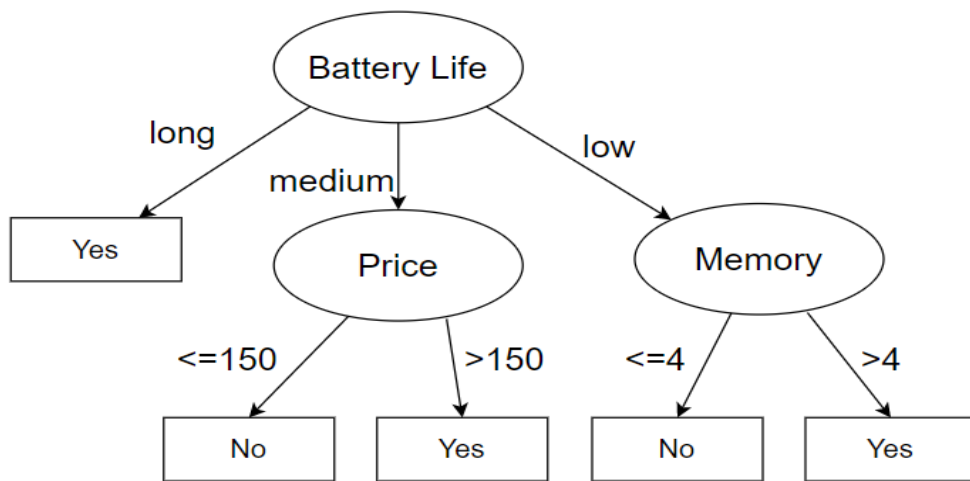 Battery Life
long
medium
low
Yes
Price
Memory
<=150
>150
<=4
>4
No
Yes
No
Yes